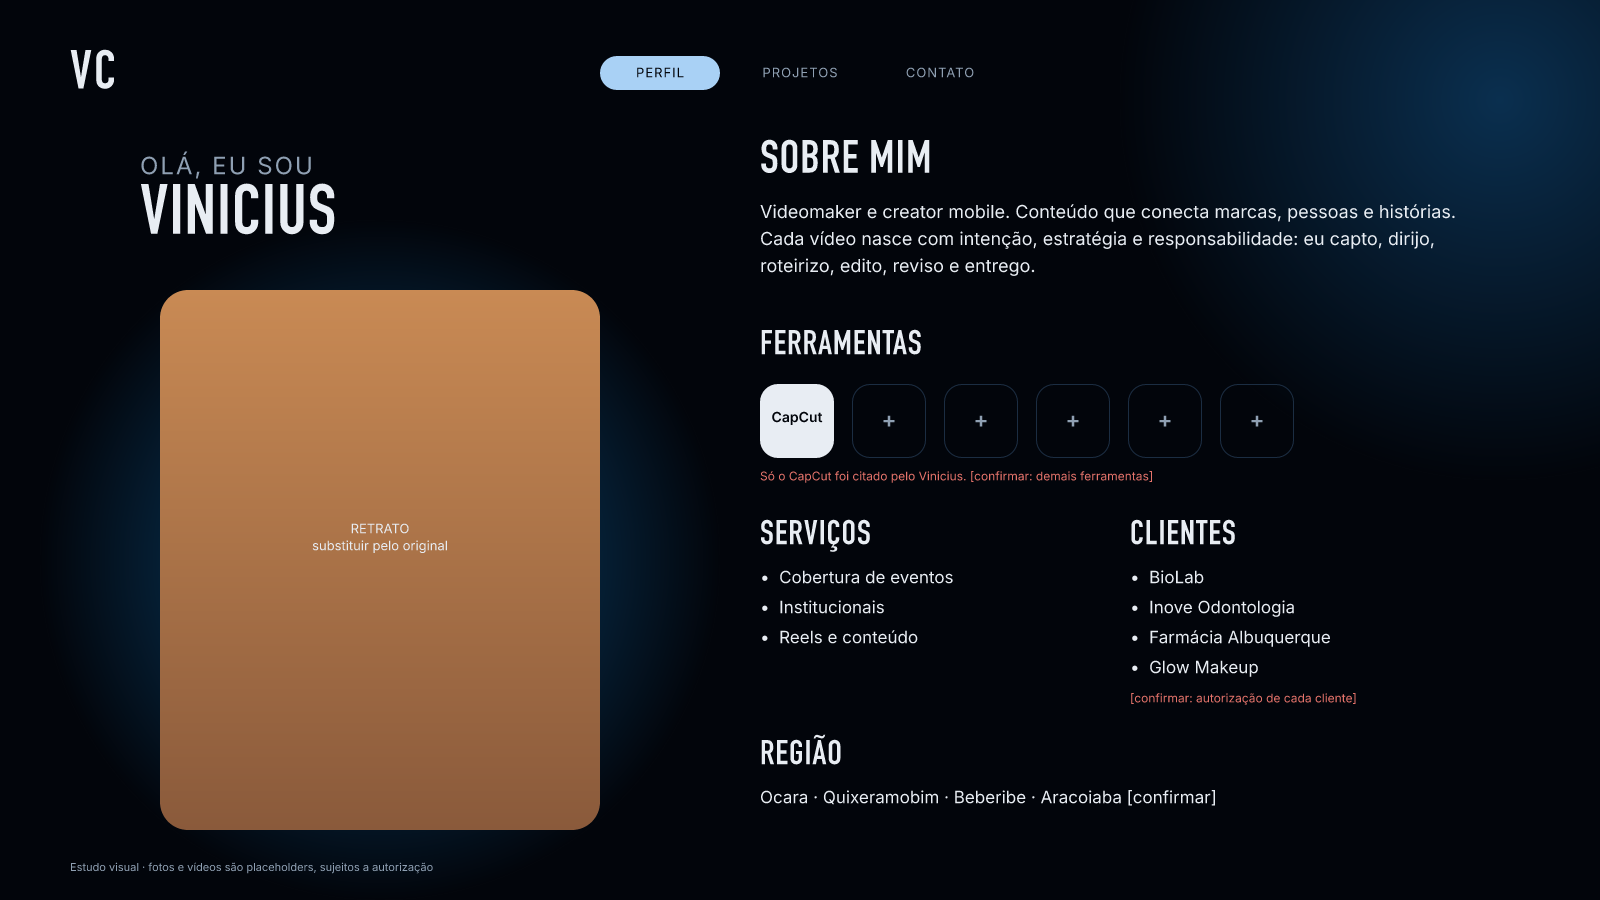 VC
PERFIL
PROJETOS
CONTATO
OLÁ, EU SOU
VINICIUS
RETRATO
substituir pelo original
SOBRE MIM
Videomaker e creator mobile. Conteúdo que conecta marcas, pessoas e histórias.
Cada vídeo nasce com intenção, estratégia e responsabilidade: eu capto, dirijo,
roteirizo, edito, reviso e entrego.
FERRAMENTAS
CapCut
+
+
+
+
+
Só o CapCut foi citado pelo Vinicius. [confirmar: demais ferramentas]
SERVIÇOS
• Cobertura de eventos
• Institucionais
• Reels e conteúdo
CLIENTES
• BioLab
• Inove Odontologia
• Farmácia Albuquerque
• Glow Makeup
[confirmar: autorização de cada cliente]
REGIÃO
Ocara · Quixeramobim · Beberibe · Aracoiaba [confirmar]
Estudo visual · fotos e vídeos são placeholders, sujeitos a autorização